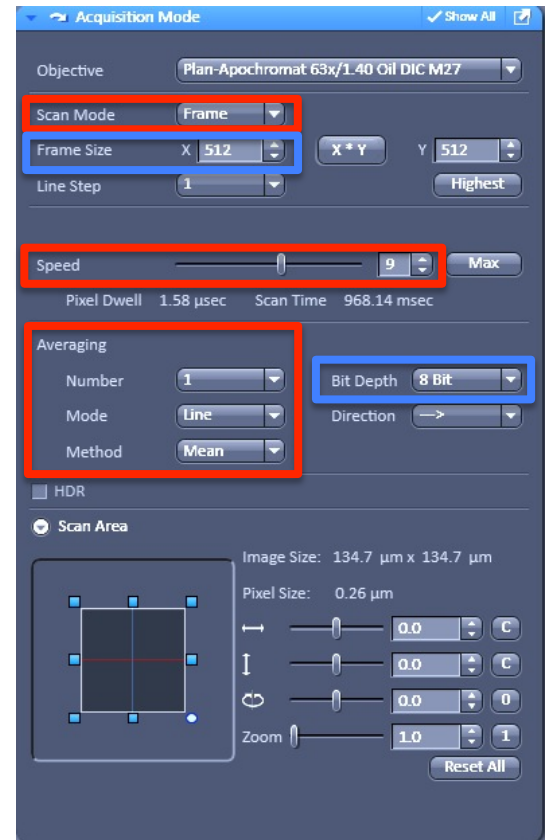 Acquisition Mode ✓ Show All
Objective Plan-Apochromat 63x/1.40 Oil DIC M27
Scan Mode Frame
Frame Size X 512 X * Y Y 512
Line Step 1 Highest
Speed 9 Max
Pixel Dwell 1.58 µsec Scan Time 968.14 msec
Averaging
Number 1 Bit Depth 8 Bit
Mode Line Direction —>
Method Mean
HDR
Scan Area
Image Size: 134.7 µm x 134.7 µm
Pixel Size: 0.26 µm
0.0 C
0.0 C
0.0 0
Zoom 1.0 1
Reset All